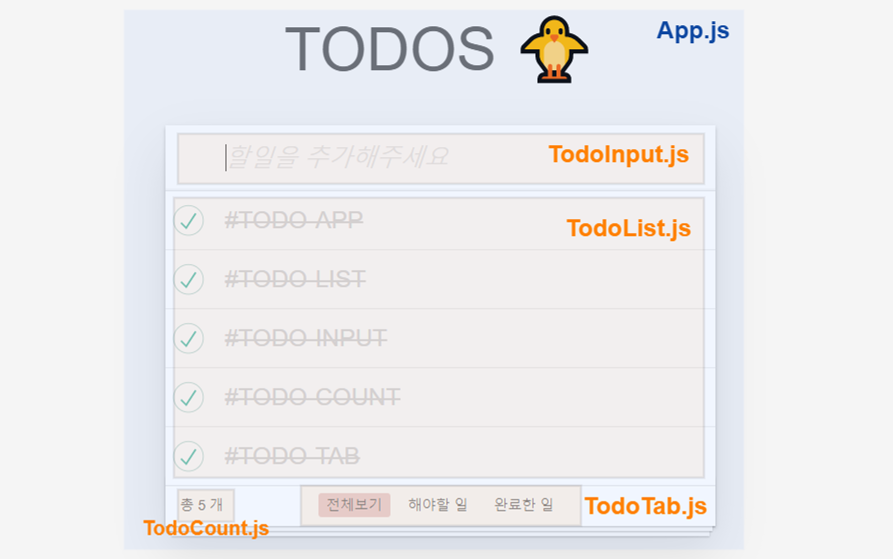 TODOS
App.js
할일을 추가해주세요
TodoInput.js
#TODO APP
TodoList.js
#TODO LIST
#TODO INPUT
#TODO COUNT
#TODO TAB
총 5 개
전체보기 해야할 일 완료한 일
TodoTab.js
TodoCount.js